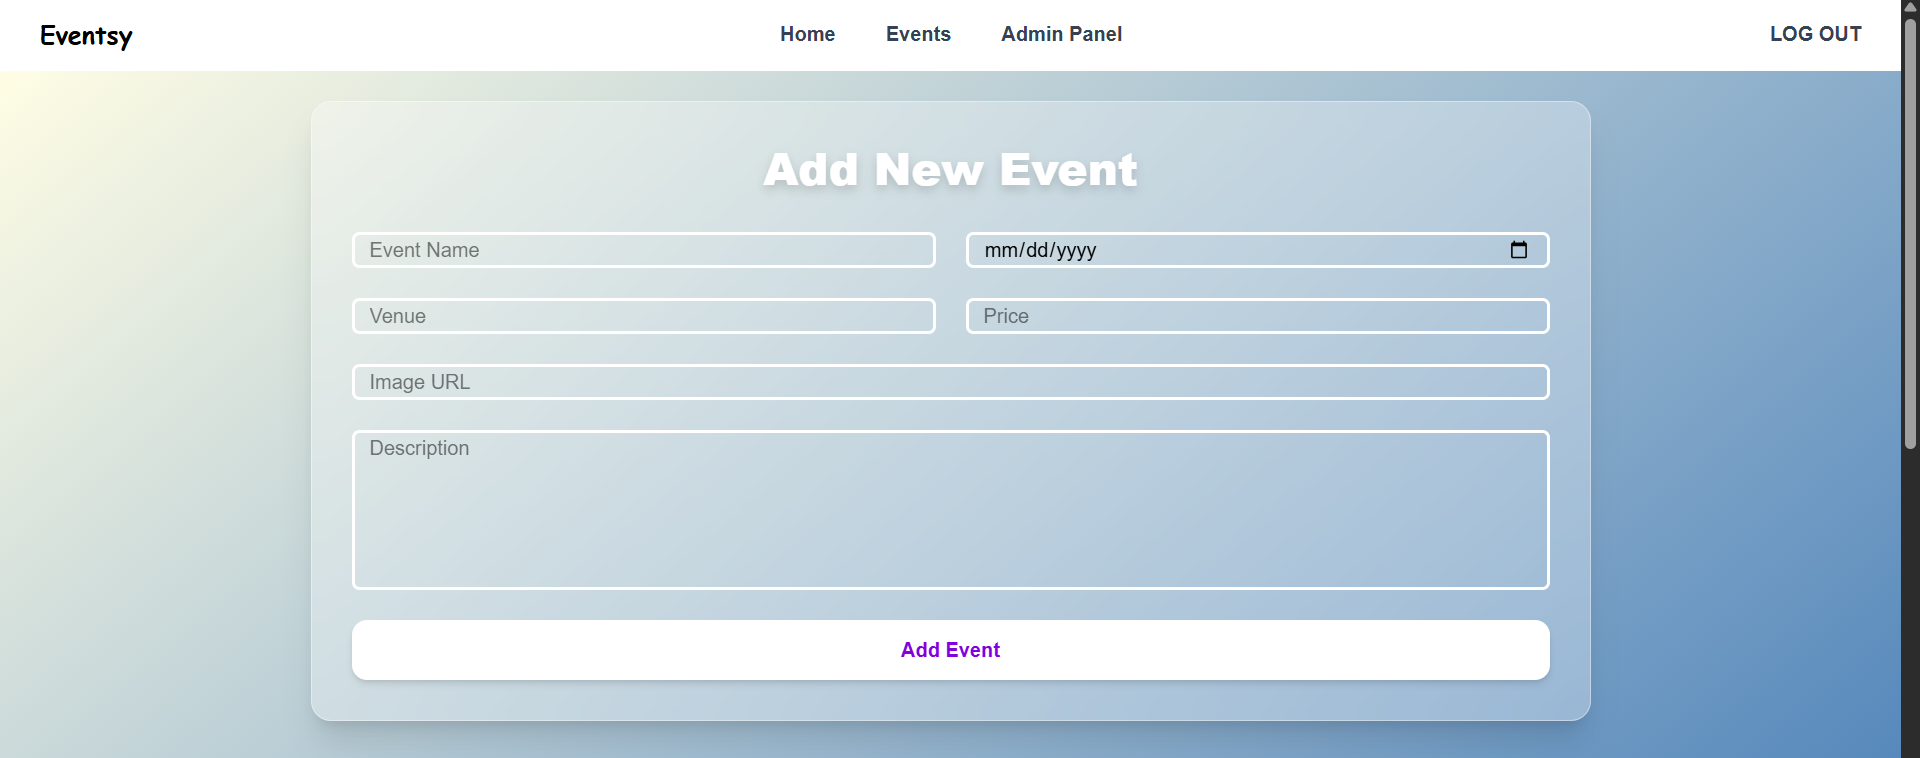 Eventsy
Home Events Admin Panel
LOG OUT
Add New Event
Event Name
mm/dd/yyyy
Venue
Price
Image URL
Description
Add Event